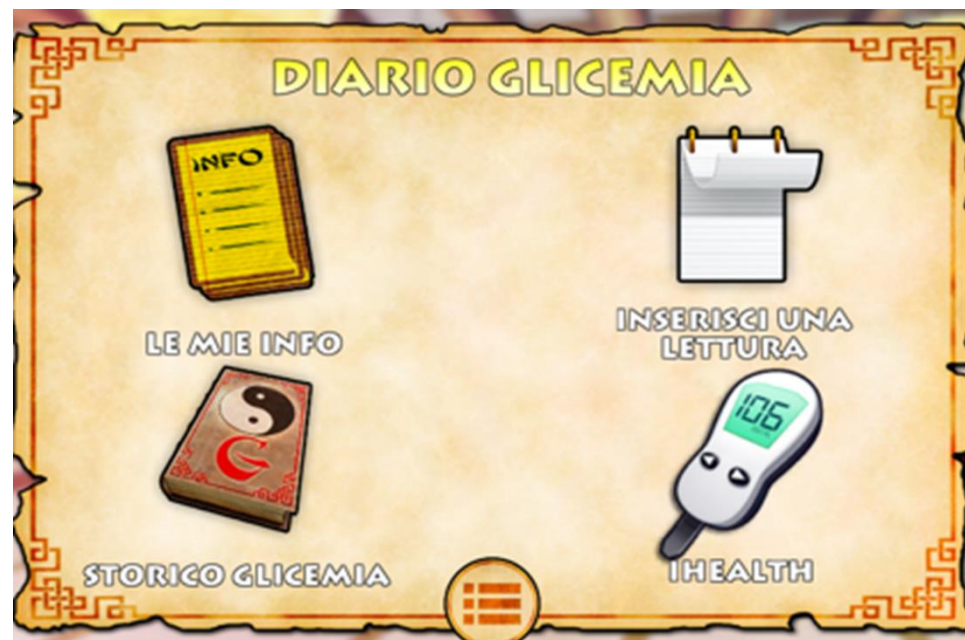 DIARIO GLICEMIA
INFO
LE MIE INFO
INSERISCI UNA
LETTURA
G
106
STORICO GLICEMIA
IHEALTH